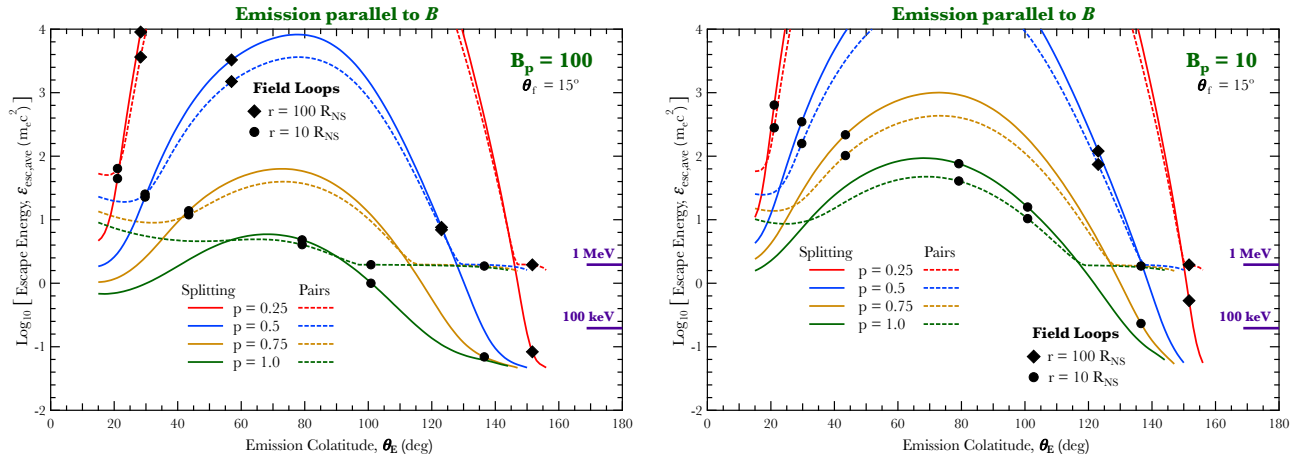 Emission parallel to B
Log₁₀ [ Escape Energy, ε_esc,ave (m_e c²) ]
4
3
2
1
0
-1
-2
B_p = 100
θ_f = 15°
Field Loops
r = 100 R_NS
r = 10 R_NS
1 MeV
100 keV
Splitting Pairs
p = 0.25
p = 0.5
p = 0.75
p = 1.0
0 20 40 60 80 100 120 140 160 180
Emission Colatitude, θ_E (deg)
Emission parallel to B
Log₁₀ [ Escape Energy, ε_esc,ave (m_e c²) ]
4
3
2
1
0
-1
-2
B_p = 10
θ_f = 15°
1 MeV
100 keV
Splitting Pairs
p = 0.25
p = 0.5
p = 0.75
p = 1.0
Field Loops
r = 100 R_NS
r = 10 R_NS
0 20 40 60 80 100 120 140 160 180
Emission Colatitude, θ_E (deg)